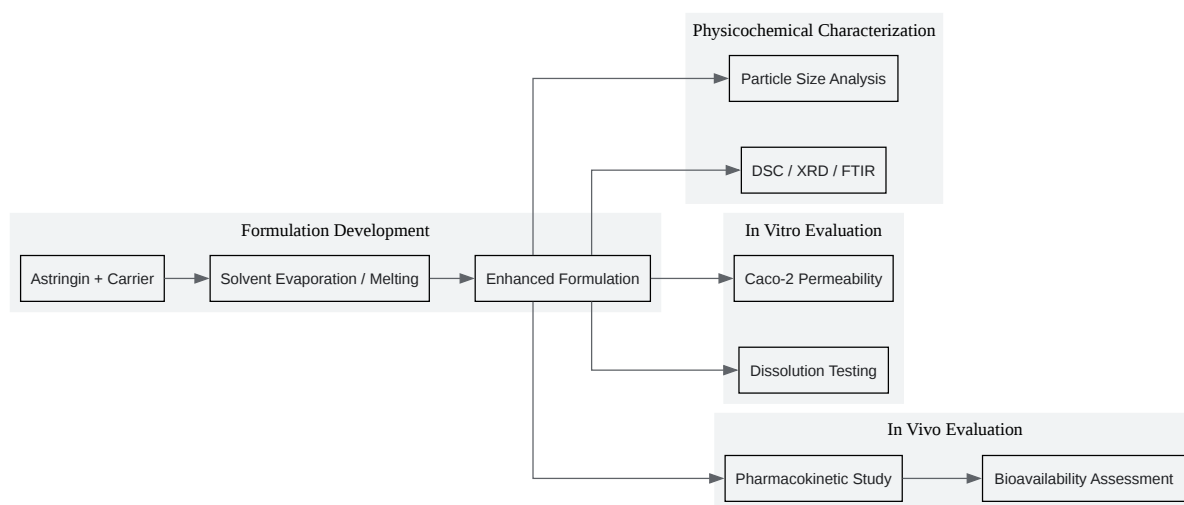 Physicochemical Characterization
Particle Size Analysis
DSC / XRD / FTIR
Formulation Development
Astringin + Carrier
Solvent Evaporation / Melting
Enhanced Formulation
In Vitro Evaluation
Caco-2 Permeability
Dissolution Testing
In Vivo Evaluation
Pharmacokinetic Study
Bioavailability Assessment